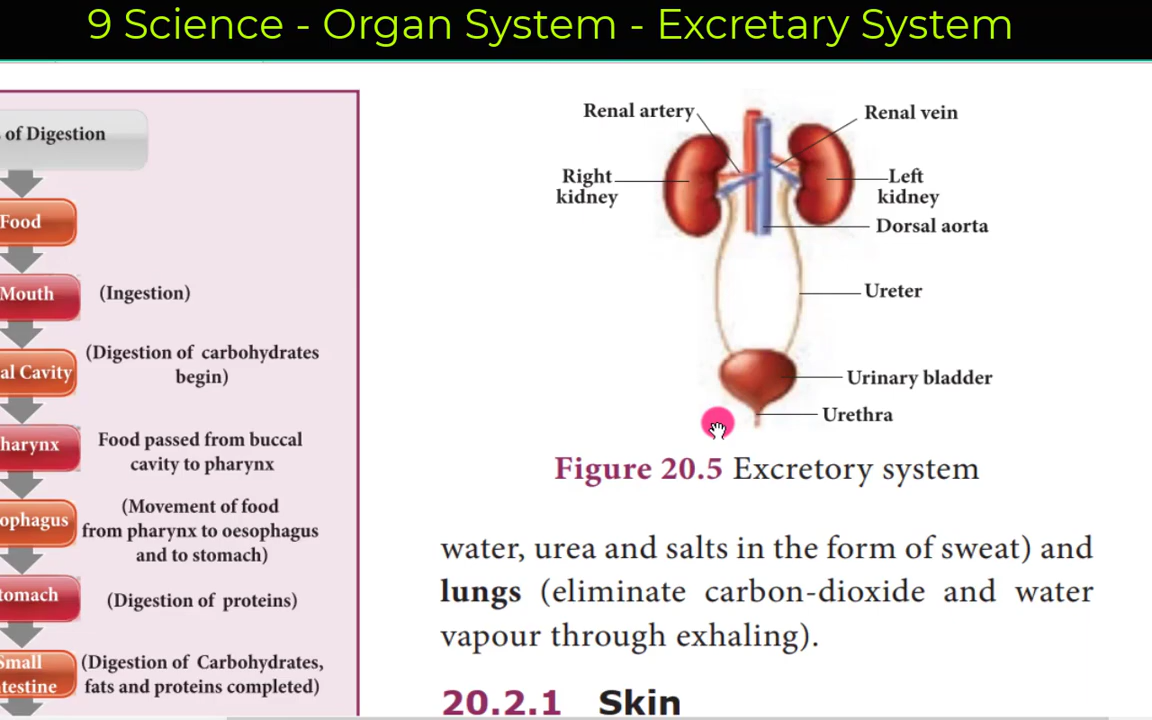 9 Science - Organ System - Excretary System
of Digestion
Food
Mouth
(Ingestion)
al Cavity
(Digestion of carbohydrates
begin)
harynx
Food passed from buccal
cavity to pharynx
ophagus
(Movement of food
from pharynx to oesophagus
and to stomach)
tomach
(Digestion of proteins)
Small
testine
(Digestion of Carbohydrates,
fats and proteins completed)
Renal artery
Renal vein
Right
kidney
Left
kidney
Dorsal aorta
Ureter
Urinary bladder
Urethra
Figure 20.5 Excretory system
water, urea and salts in the form of sweat) and
lungs (eliminate carbon-dioxide and water
vapour through exhaling).
20.2.1 Skin